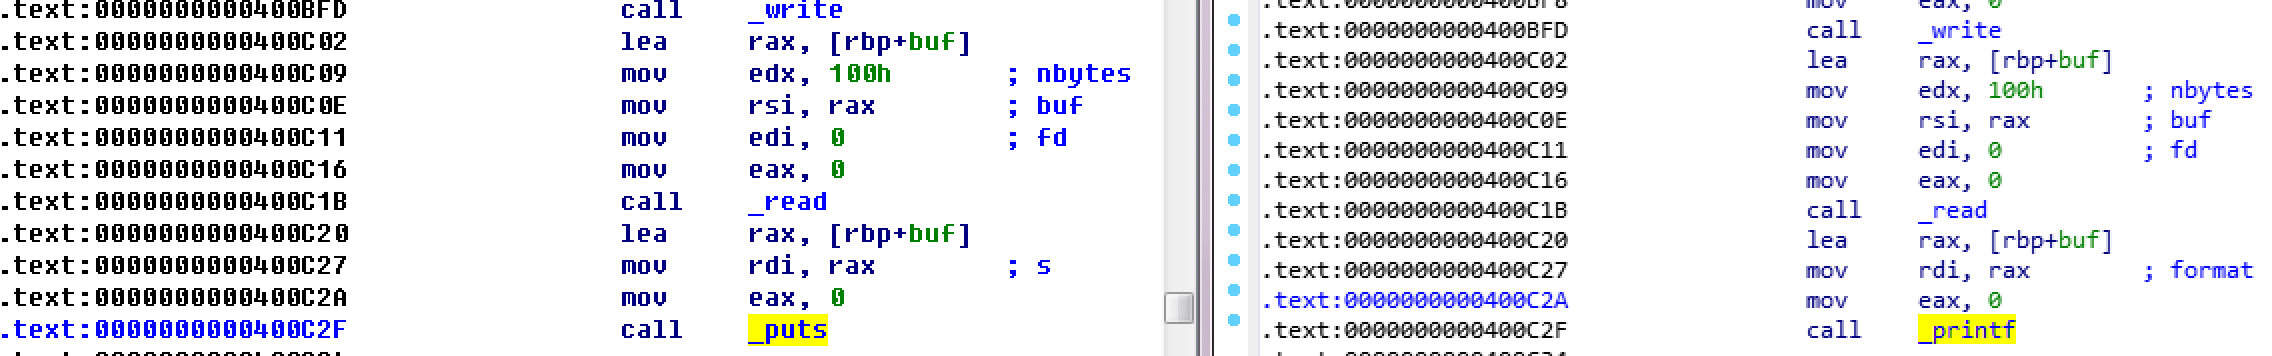 .text:0000000000400BFD call _write
.text:0000000000400C02 lea rax, [rbp+buf]
.text:0000000000400C09 mov edx, 100h ; nbytes
.text:0000000000400C0E mov rsi, rax ; buf
.text:0000000000400C11 mov edi, 0 ; fd
.text:0000000000400C16 mov eax, 0
.text:0000000000400C1B call _read
.text:0000000000400C20 lea rax, [rbp+buf]
.text:0000000000400C27 mov rdi, rax ; s
.text:0000000000400C2A mov eax, 0
.text:0000000000400C2F call _puts
.text:0000000000400BF8 mov eax, 0
.text:0000000000400BFD call _write
.text:0000000000400C02 lea rax, [rbp+buf]
.text:0000000000400C09 mov edx, 100h ; nbytes
.text:0000000000400C0E mov rsi, rax ; buf
.text:0000000000400C11 mov edi, 0 ; fd
.text:0000000000400C16 mov eax, 0
.text:0000000000400C1B call _read
.text:0000000000400C20 lea rax, [rbp+buf]
.text:0000000000400C27 mov rdi, rax ; format
.text:0000000000400C2A mov eax, 0
.text:0000000000400C2F call _printf